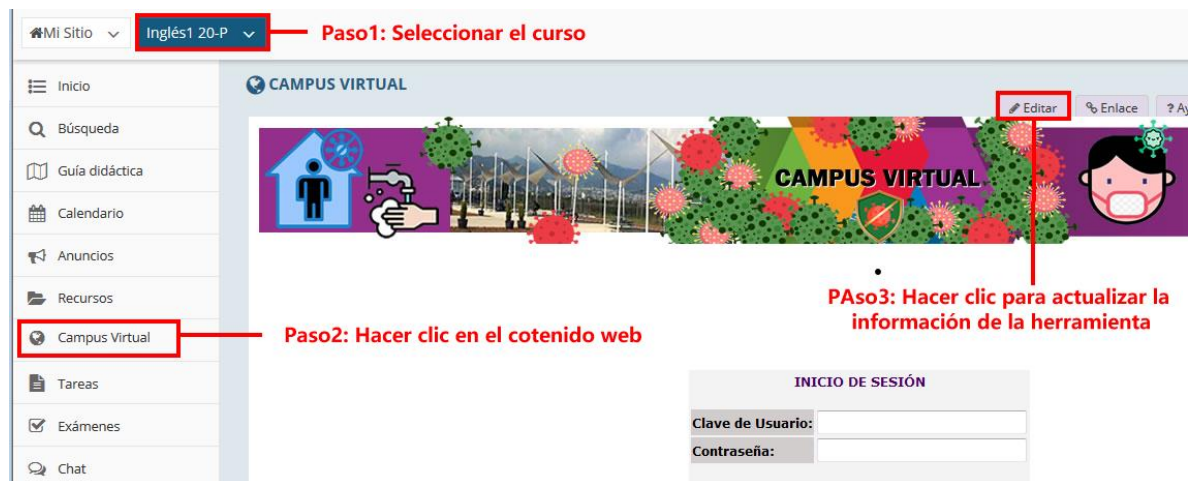 Mi Sitio
Inglés1 20-P
Paso1: Seleccionar el curso
Inicio
Búsqueda
Guía didáctica
Calendario
Anuncios
Recursos
Campus Virtual
Tareas
Exámenes
Chat
CAMPUS VIRTUAL
Editar
Enlace
? Ay
CAMPUS VIRTUAL
PAso3: Hacer clic para actualizar la
información de la herramienta
Paso2: Hacer clic en el cotenido web
INICIO DE SESIÓN
Clave de Usuario:
Contraseña: